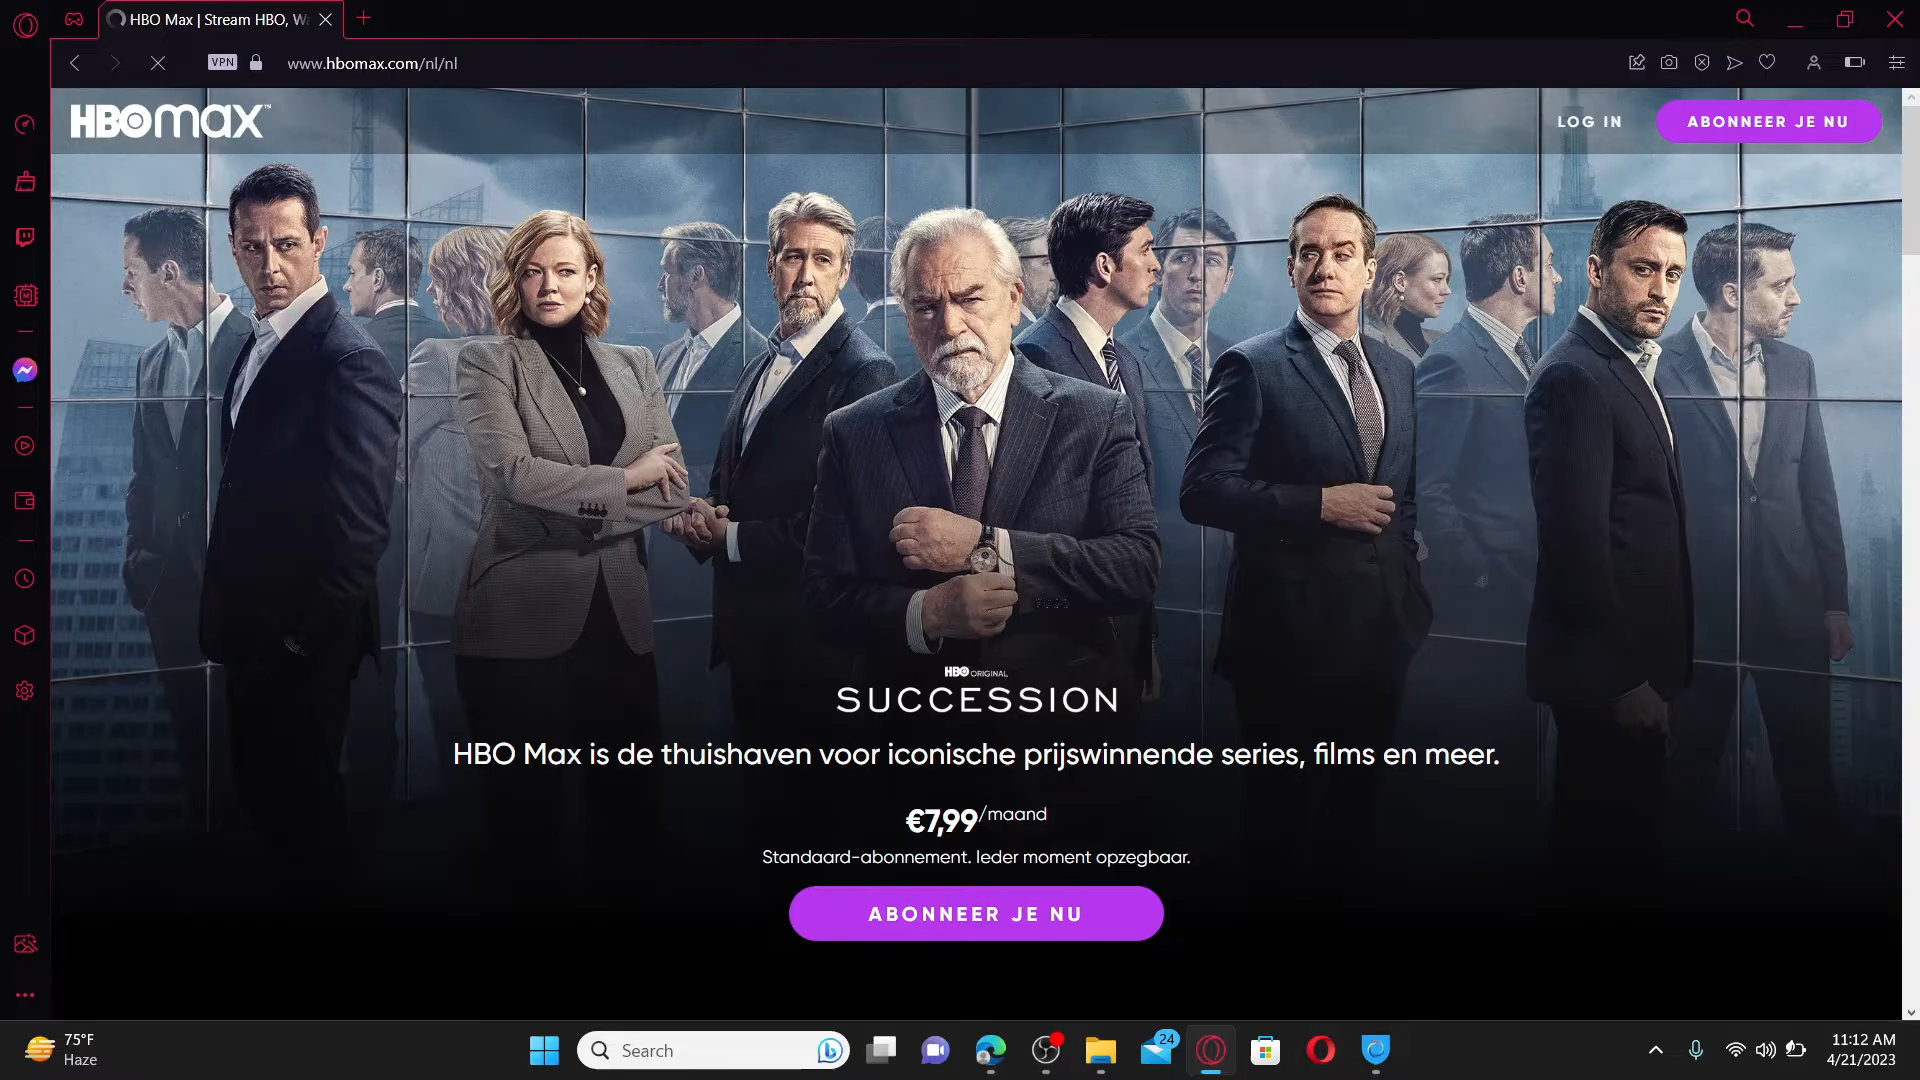 HBO Max | Stream HBO, Wa
VPN
www.hbomax.com/nl/nl
HBOmax™
LOG IN
ABONNEER JE NU
HBO ORIGINAL
SUCCESSION
HBO Max is de thuishaven voor iconische prijswinnende series, films en meer.
€7,99/maand
Standaard-abonnement. Ieder moment opzegbaar.
ABONNEER JE NU
75°F
Haze
Search
24
11:12 AM
4/21/2023